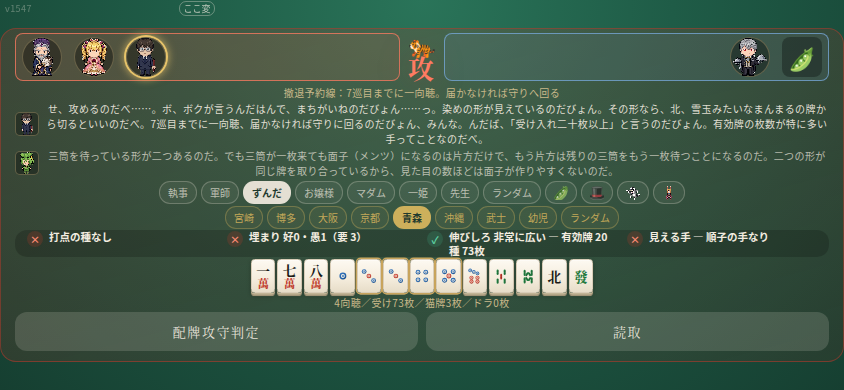 v1547
ここ変
攻
撤退予約線：7巡目までに一向聴。届かなければ守りへ回る
せ、攻めるのだべ……。ボ、ボクが言うんだはんで、まちがいねのだびょん……っ。染めの形が見えているのだびょん。その形なら、北、雪玉みたいなまんまるの牌か
ら切るといいのだべ。7巡目までに一向聴、届かなければ守りに回るのだびょん、みんな。んだば、「受け入れ二十枚以上」と言うのだびょん。有効牌の枚数が特に多い
手ってことなのだべ。
三筒を待っている形が二つあるのだ。でも三筒が一枚来ても面子（メンツ）になるのは片方だけで、もう片方は残りの三筒をもう一枚待つことになるのだ。二つの形が
同じ牌を取り合っているから、見た目の数ほどは面子が作りやすくないのだ。
執事
軍師
ずんだ
お嬢様
マダム
一姫
先生
ランダム
宮崎
博多
大阪
京都
青森
沖縄
武士
幼児
ランダム
打点の種なし
埋まり 好0・愚1（要 3）
伸びしろ 非常に広い ─ 有効牌 20
種 73枚
見える手 ─ 順子の手なり
一萬 七萬 八萬 北 發
4向聴／受け73枚／猫牌3枚／ドラ0枚
配牌攻守判定
読取